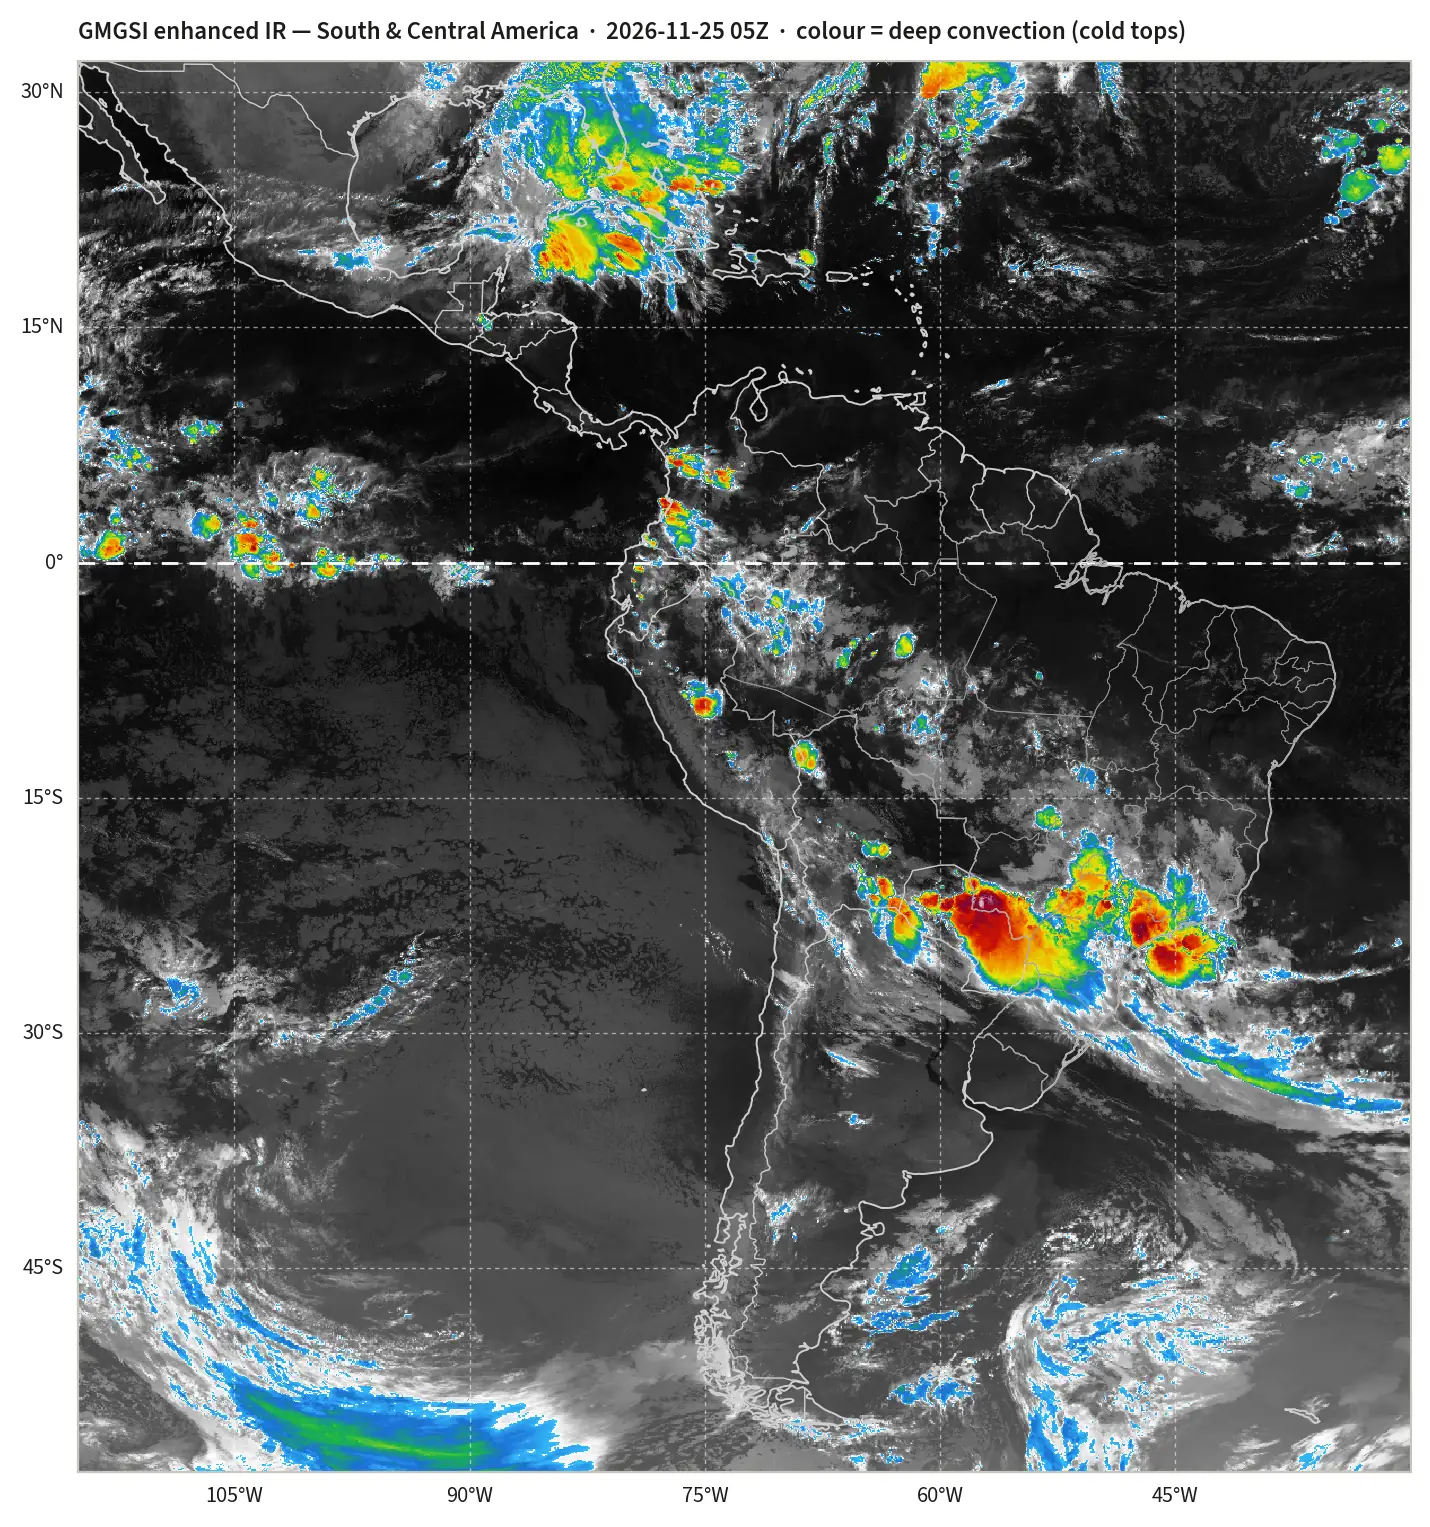 GMGSI enhanced IR — South & Central America · 2026-11-25 05Z · colour = deep convection (cold tops)
30°N
15°N
0°
15°S
30°S
45°S
105°W 90°W 75°W 60°W 45°W